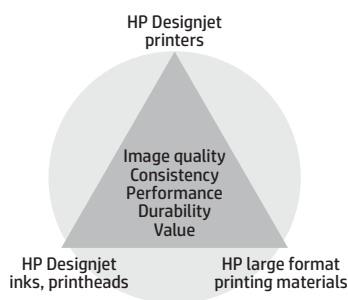 HP Designjet
printers
Image quality
Consistency
Performance
Durability
Value
HP Designjet
inks, printheads
HP large format
printing materials